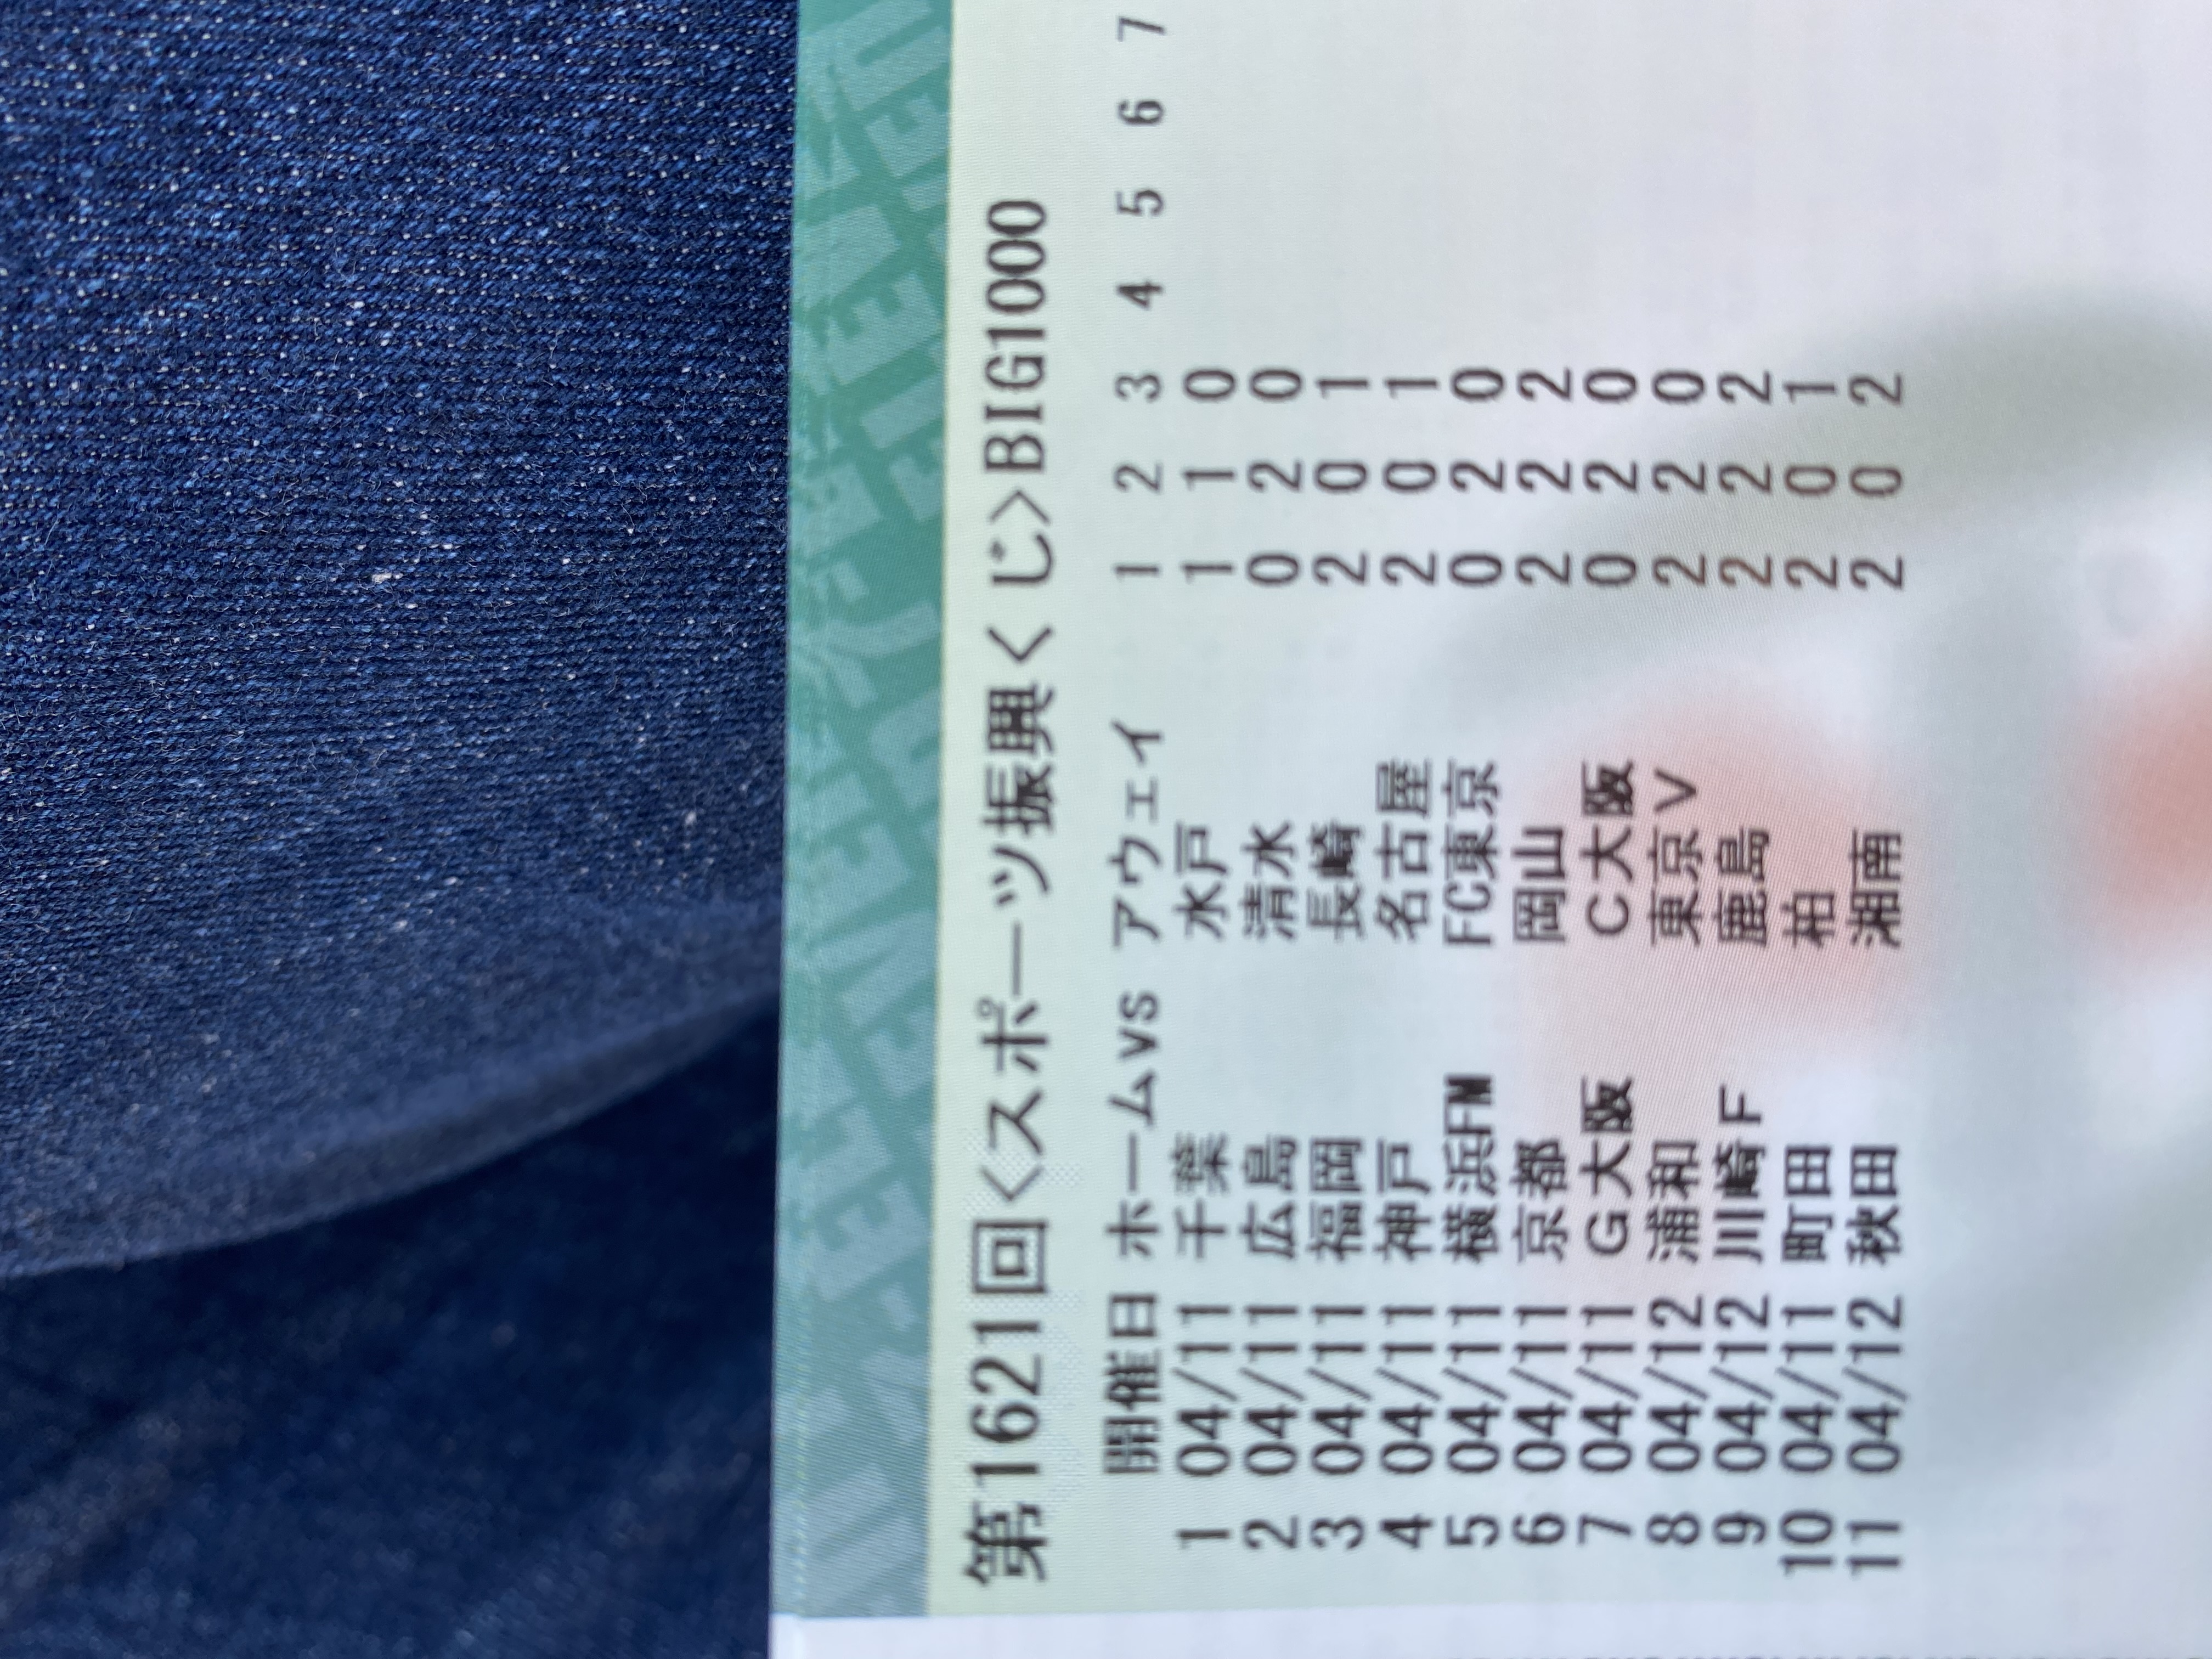 第1621回<スポーツ振興くじ>BIG1000
開催日 ホームvs アウェイ 1 2 3 4 5 6 7
1 04/11 千葉 水戸 1 1 0
2 04/11 広島 清水 0 2 0
3 04/11 福岡 長崎 2 0 1
4 04/11 神戸 名古屋 2 0 1
5 04/11 横浜FM FC東京 0 2 0
6 04/11 京都 岡山 2 2 2
7 04/11 G大阪 C大阪 0 2 0
8 04/12 浦和 東京V 2 2 0
9 04/12 川崎F 鹿島 2 2 2
10 04/11 町田 柏 2 0 1
11 04/12 秋田 湘南 2 0 2